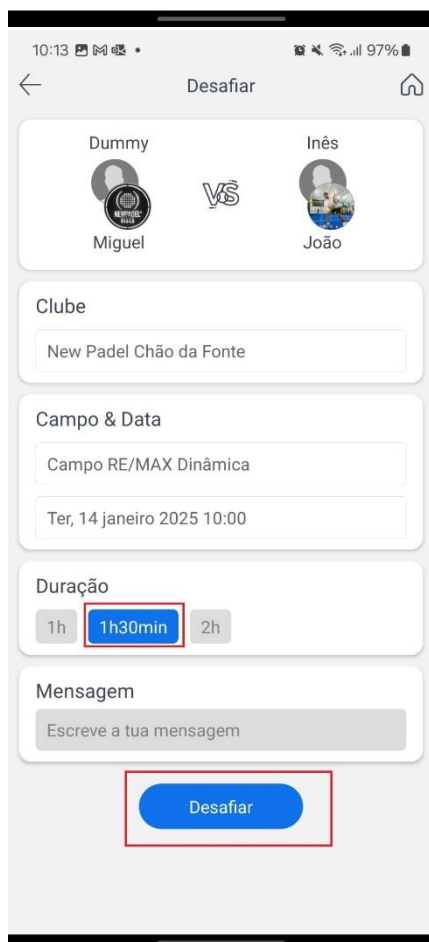 10:13
97%
Desafiar
Dummy
Inês
VS
NEWPADEL
Miguel
João
Clube
New Padel Chão da Fonte
Campo & Data
Campo RE/MAX Dinâmica
Ter, 14 janeiro 2025 10:00
Duração
1h 1h30min 2h
Mensagem
Escreve a tua mensagem
Desafiar